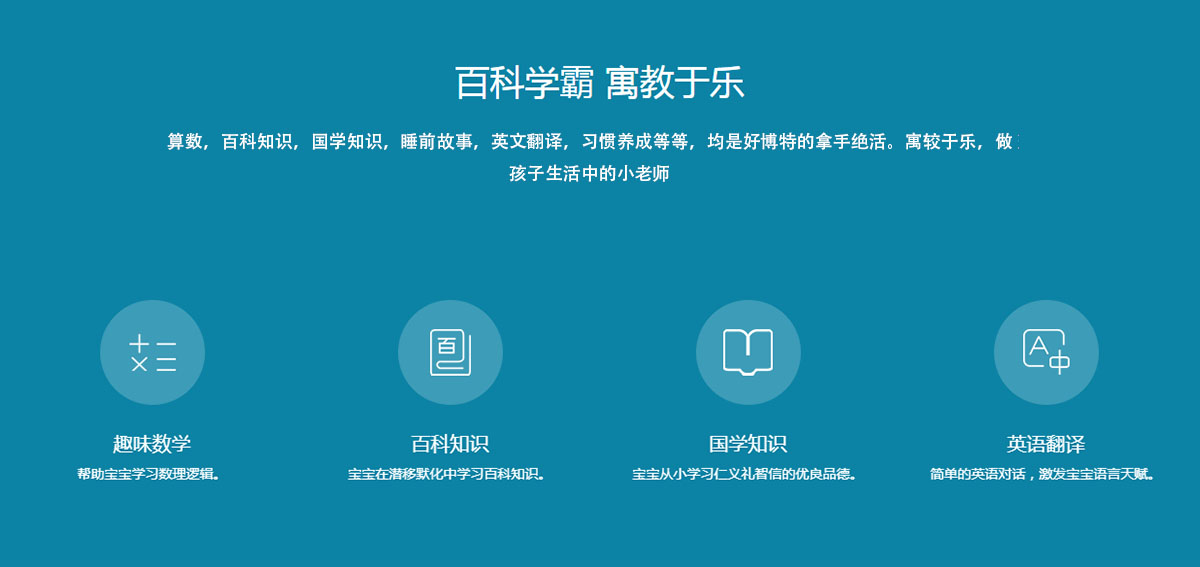 百科学霸 寓教于乐
算数，百科知识，国学知识，睡前故事，英文翻译，习惯养成等等，均是好博特的拿手绝活。寓较于乐，做
孩子生活中的小老师
百
A中
趣味数学
百科知识
国学知识
英语翻译
帮助宝宝学习数理逻辑。
宝宝在潜移默化中学习百科知识。
宝宝从小学习仁义礼智信的优良品德。
简单的英语对话，激发宝宝语言天赋。